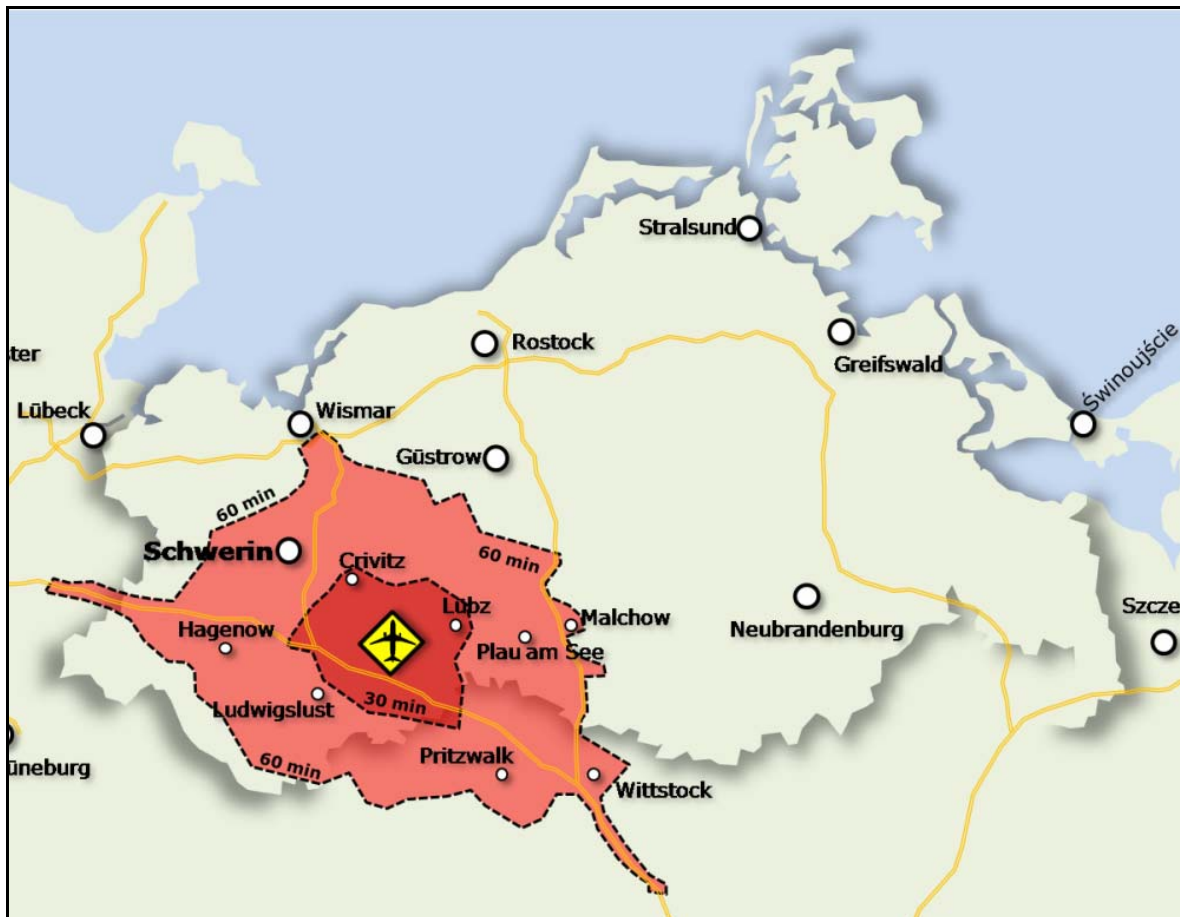 Stralsund
Rostock
Greifswald
Świnoujście
ster
Lübeck
Wismar
Güstrow
60 min
Schwerin
60 min
Crivitz
Lübz
Malchow
Szcze
Hagenow
Plau am See
Neubrandenburg
Ludwigslust
30 min
60 min
Pritzwalk
üneburg
Wittstock